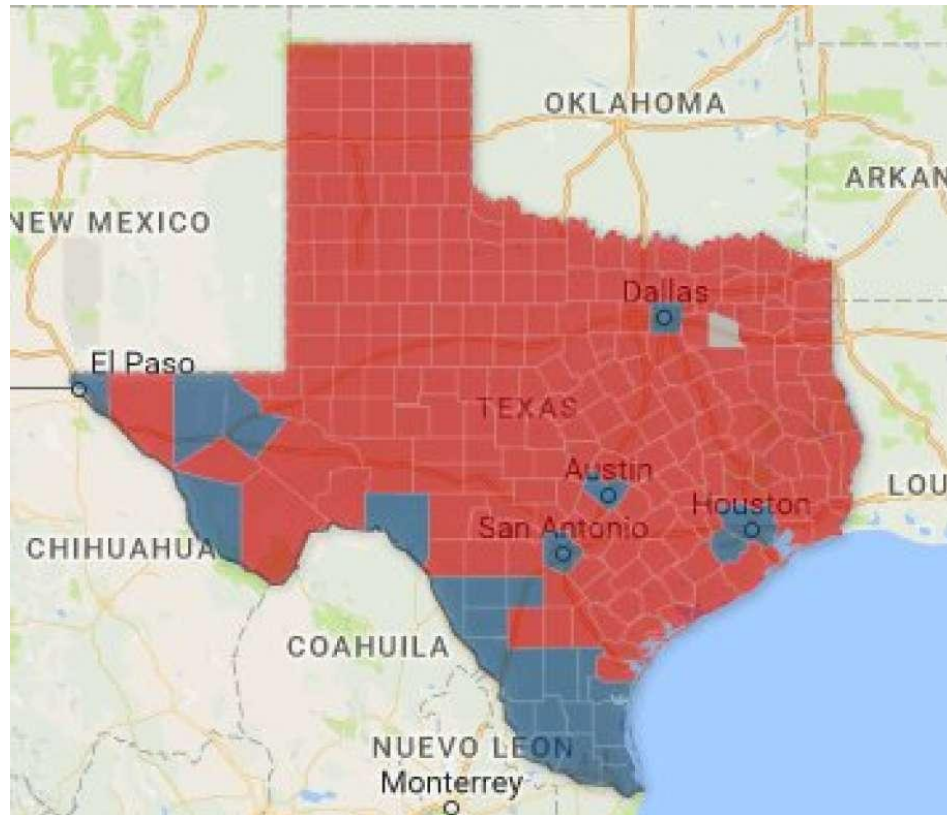 OKLAHOMA
ARKAN
NEW MEXICO
Dallas
El Paso
TEXAS
Austin
Houston
LOU
San Antonio
CHIHUAHUA
COAHUILA
NUEVO LEON
Monterrey